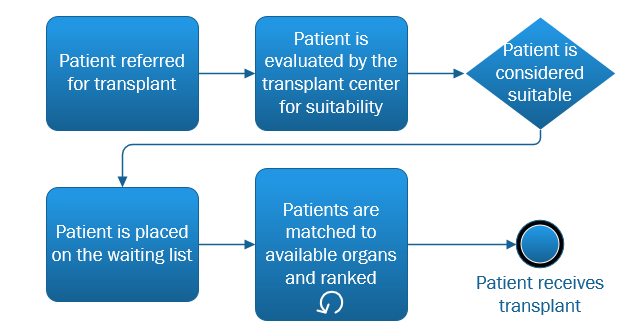 Patient referred
for transplant
Patient is
evaluated by the
transplant center
for suitability
Patient is
considered
suitable
Patient is placed
on the waiting list
Patients are
matched to
available organs
and ranked
Patient receives
transplant